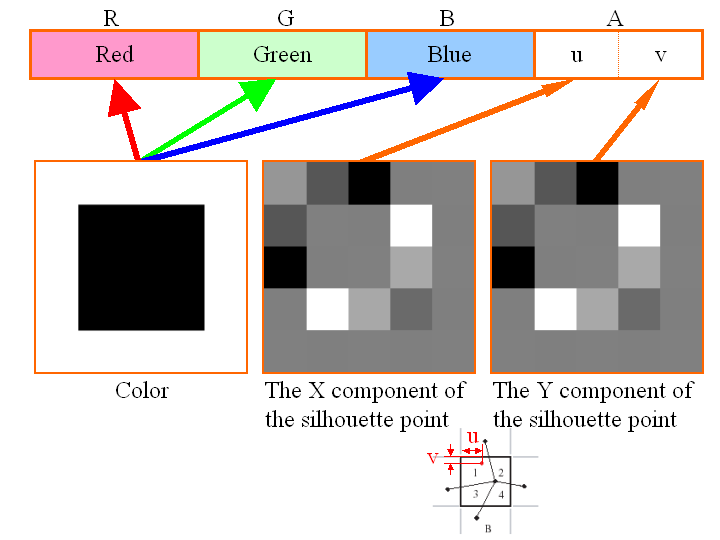 R G B A
Red Green Blue u v
Color
The X component of
the silhouette point
The Y component of
the silhouette point
u
v
1 2
3 4
B